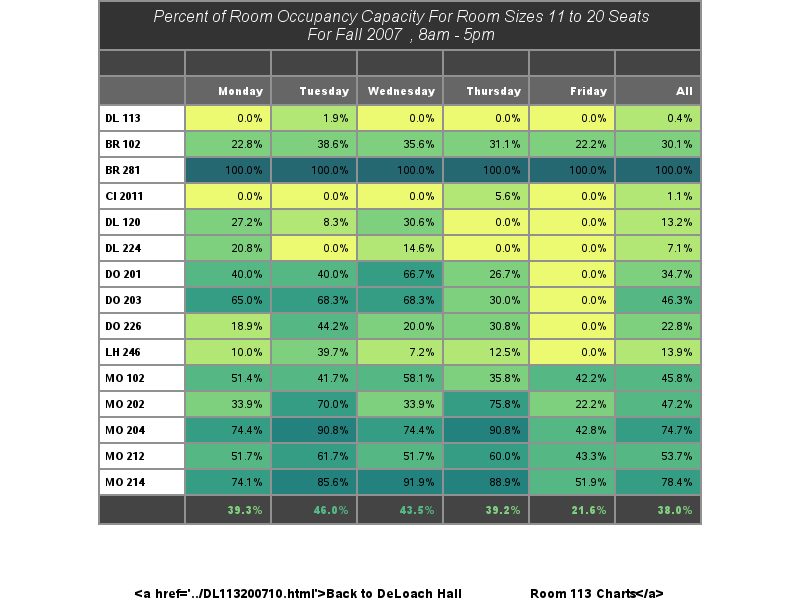 Percent of Room Occupancy Capacity For Room Sizes 11 to 20 Seats
For Fall 2007 , 8am - 5pm
Monday Tuesday Wednesday Thursday Friday All
DL 113 0.0% 1.9% 0.0% 0.0% 0.0% 0.4%
BR 102 22.8% 38.6% 35.6% 31.1% 22.2% 30.1%
BR 281 100.0% 100.0% 100.0% 100.0% 100.0% 100.0%
CI 2011 0.0% 0.0% 0.0% 5.6% 0.0% 1.1%
DL 120 27.2% 8.3% 30.6% 0.0% 0.0% 13.2%
DL 224 20.8% 0.0% 14.6% 0.0% 0.0% 7.1%
DO 201 40.0% 40.0% 66.7% 26.7% 0.0% 34.7%
DO 203 65.0% 68.3% 68.3% 30.0% 0.0% 46.3%
DO 226 18.9% 44.2% 20.0% 30.8% 0.0% 22.8%
LH 246 10.0% 39.7% 7.2% 12.5% 0.0% 13.9%
MO 102 51.4% 41.7% 58.1% 35.8% 42.2% 45.8%
MO 202 33.9% 70.0% 33.9% 75.8% 22.2% 47.2%
MO 204 74.4% 90.8% 74.4% 90.8% 42.8% 74.7%
MO 212 51.7% 61.7% 51.7% 60.0% 43.3% 53.7%
MO 214 74.1% 85.6% 91.9% 88.9% 51.9% 78.4%
39.3% 46.0% 43.5% 39.2% 21.6% 38.0%
<a href='../DL113200710.html'>Back to DeLoach Hall Room 113 Charts</a>